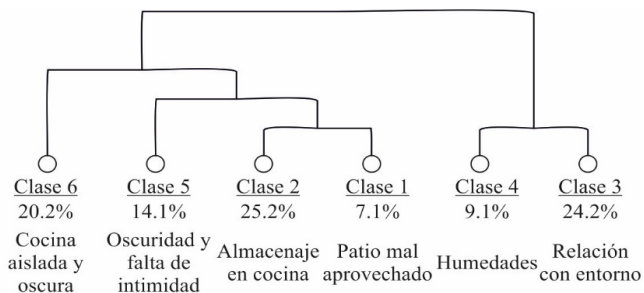 Clase 6
20.2%
Cocina
aislada y
oscura
Clase 5
14.1%
Oscuridad y
falta de
intimidad
Clase 2
25.2%
Almacenaje
en cocina
Clase 1
7.1%
Patio mal
aprovechado
Clase 4
9.1%
Humedades
Clase 3
24.2%
Relación
con entorno